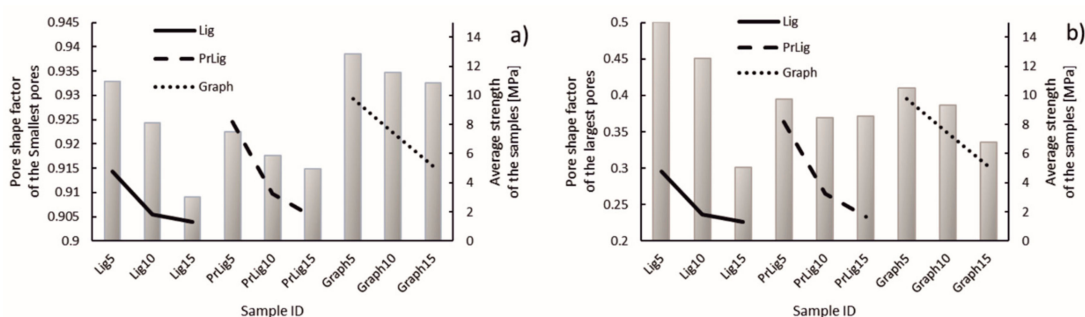 a)
Lig
PrLig
Graph
Pore shape factor
of the Smallest pores
0.945
0.94
0.935
0.93
0.925
0.92
0.915
0.91
0.905
0.9
14
12
10
8
6
4
2
0
Average strength
of the samples [MPa]
Lig5
Lig10
Lig15
PrLig5
PrLig10
PrLig15
Graph5
Graph10
Graph15
Sample ID
b)
Lig
PrLig
Graph
Pore shape factor
of the largest pores
0.5
0.45
0.4
0.35
0.3
0.25
0.2
14
12
10
8
6
4
2
0
Average strength
of the samples [MPa]
Lig5
Lig10
Lig15
PrLig5
PrLig10
PrLig15
Graph5
Graph10
Graph15
Sample ID